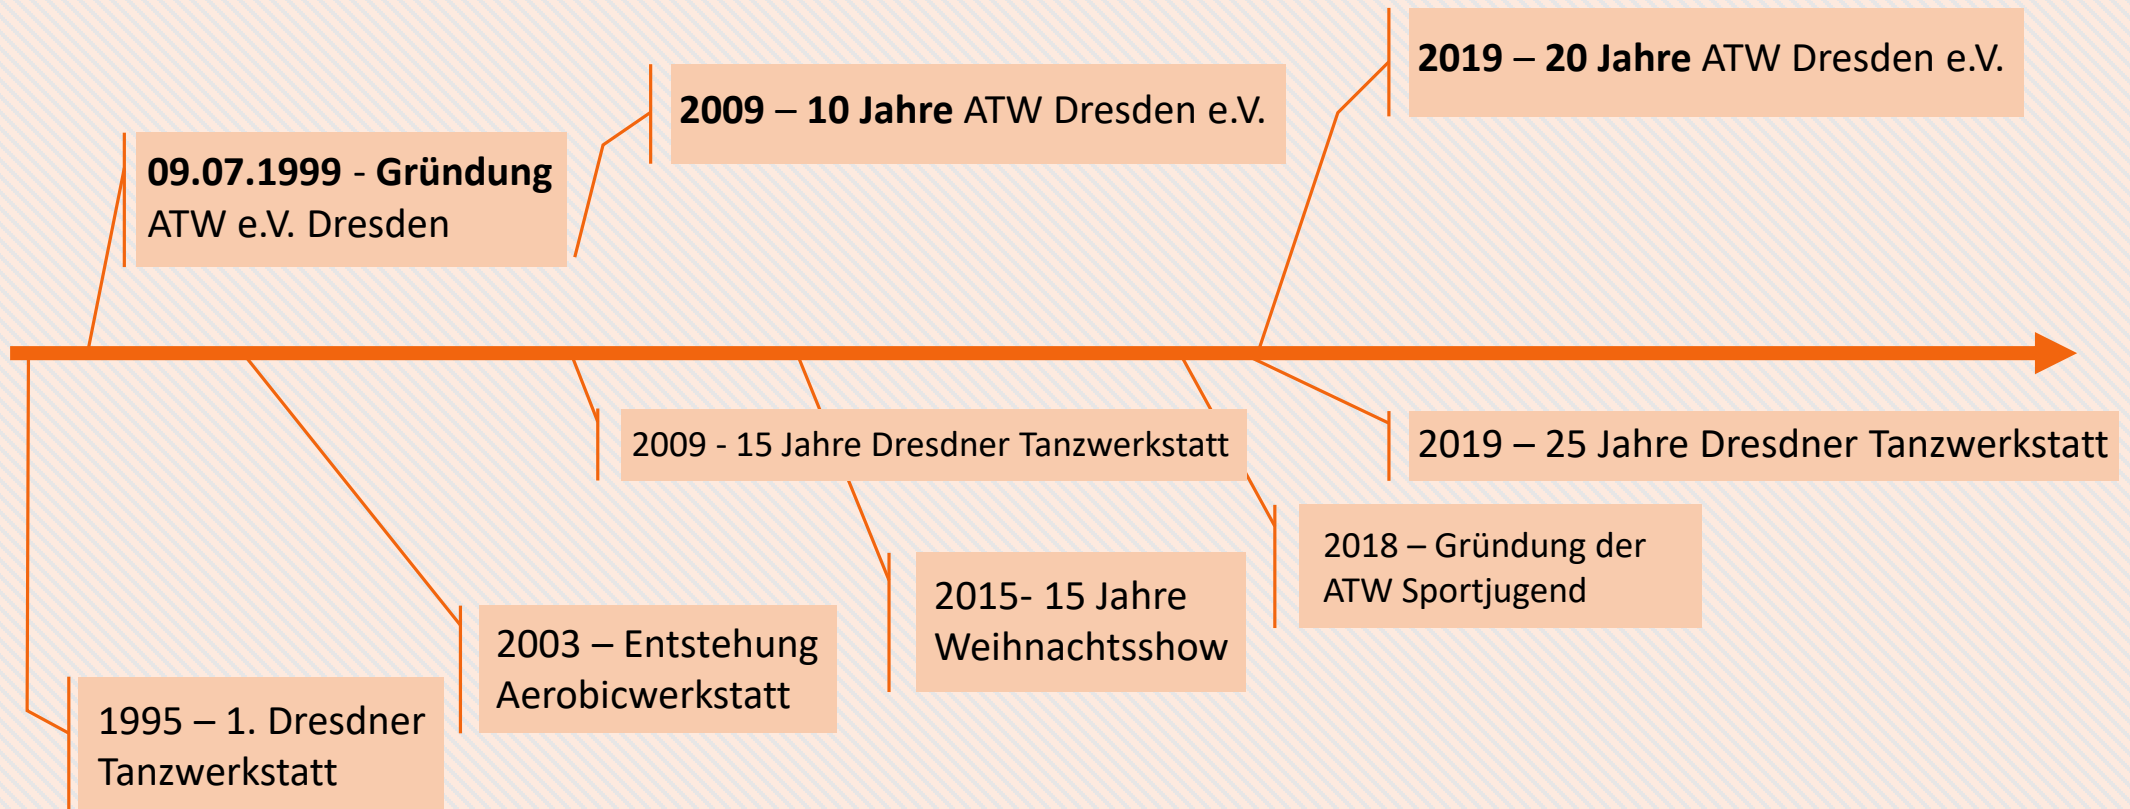 2019 – 20 Jahre ATW Dresden e.V.
2009 – 10 Jahre ATW Dresden e.V.
09.07.1999 - Gründung
ATW e.V. Dresden
2009 - 15 Jahre Dresdner Tanzwerkstatt
2019 – 25 Jahre Dresdner Tanzwerkstatt
2018 – Gründung der
ATW Sportjugend
2015- 15 Jahre
Weihnachtsshow
2003 – Entstehung
Aerobicwerkstatt
1995 – 1. Dresdner
Tanzwerkstatt